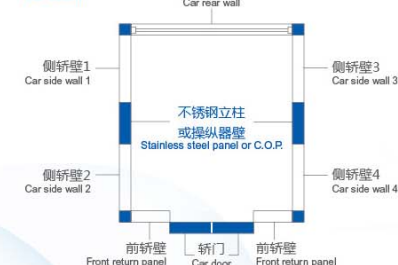 Car rear wall
侧轿壁1
Car side wall 1
侧轿壁3
Car side wall 3
不锈钢立柱
或操纵器壁
Stainless steel panel or C.O.P.
侧轿壁2
Car side wall 2
侧轿壁4
Car side wall 4
前轿壁
Front return panel
轿门
Car door
前轿壁
Front return panel